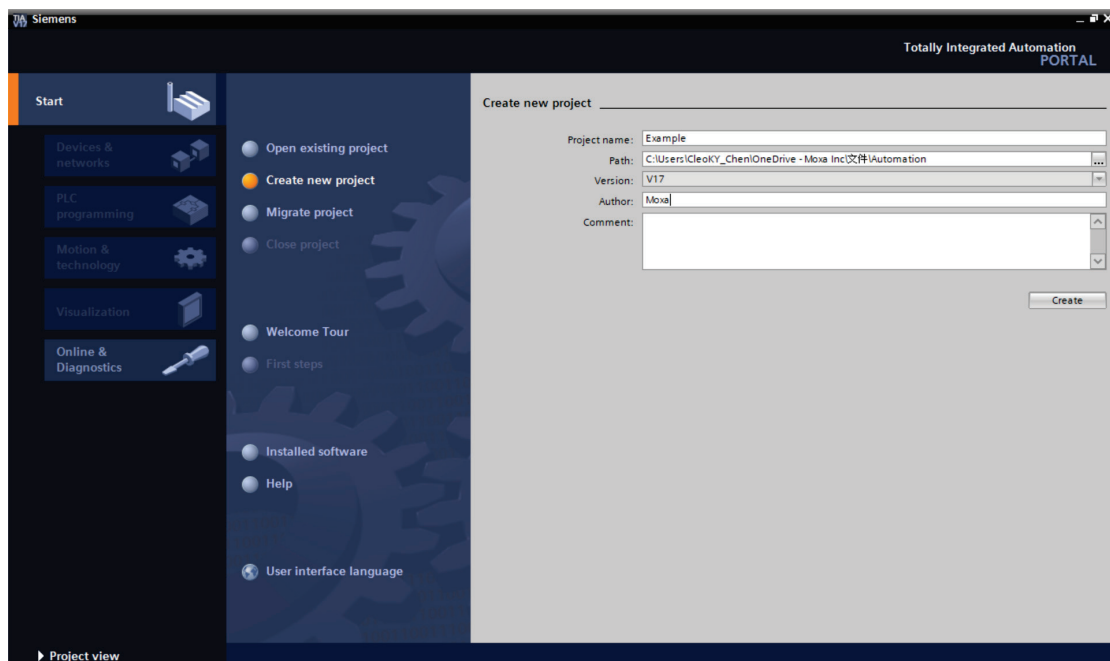 Siemens
Totally Integrated Automation
PORTAL
Start
Devices &
networks
PLC
programming
Motion &
technology
Visualization
Online &
Diagnostics
Open existing project
Create new project
Migrate project
Close project
Welcome Tour
First steps
Installed software
Help
User interface language
Create new project
Project name: Example
Path: C:\Users\CleoKY_Chen\OneDrive - Moxa Inc\文件\Automation ...
Version: V17
Author: Moxa
Comment:
Create
Project view